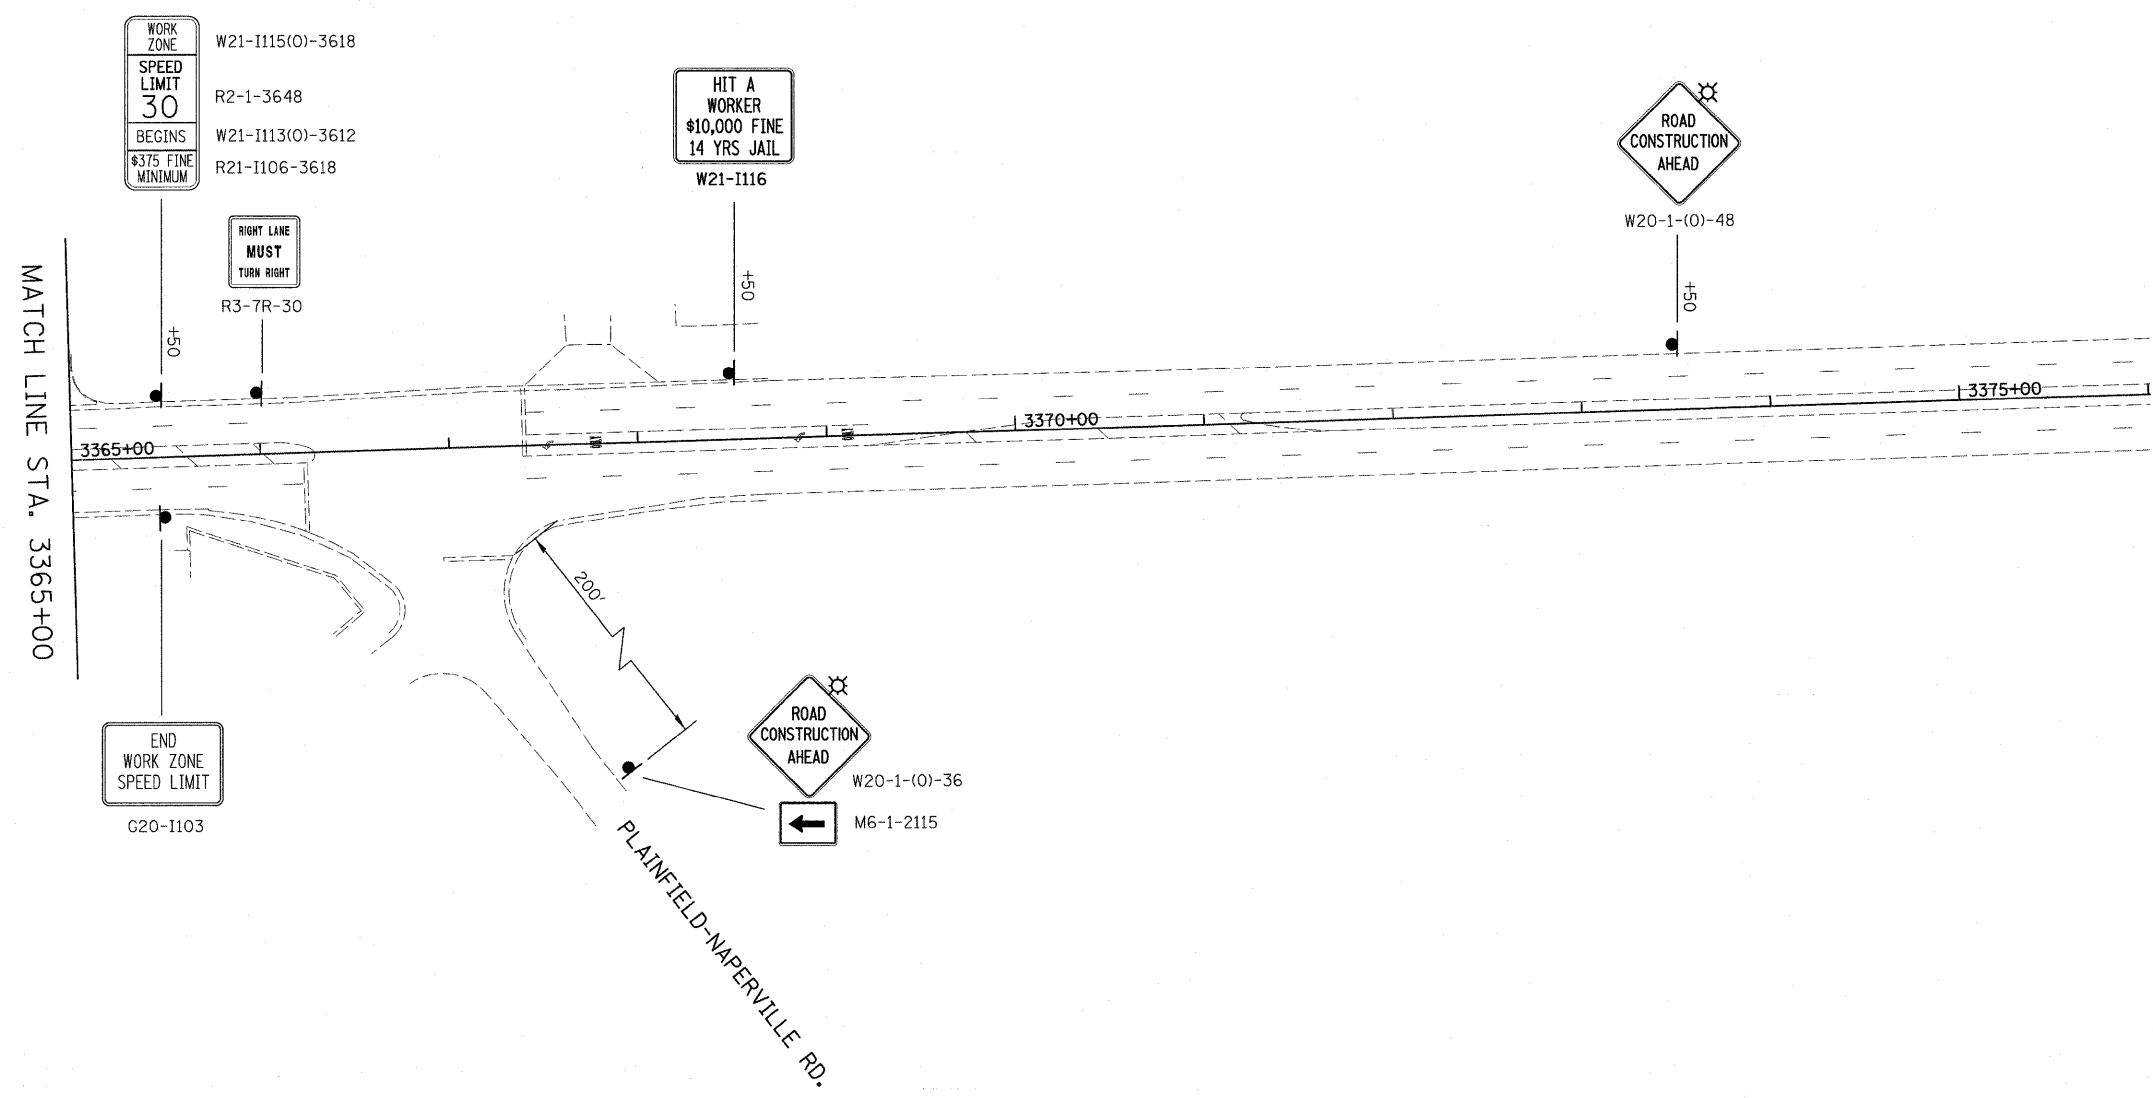 WORK
ZONE
SPEED
LIMIT
30
BEGINS
$375 FINE
MINIMUM
W21-I115(O)-3618
R2-1-3648
W21-I113(O)-3612
R21-I106-3618
RIGHT LANE
MUST
TURN RIGHT
R3-7R-30
HIT A
WORKER
$10,000 FINE
14 YRS JAIL
W21-I116
ROAD
CONSTRUCTION
AHEAD
W20-1-(O)-48
+50
+50
+50
MATCH LINE STA. 3365+00
3365+00
3370+00
3375+00
200'
END
WORK ZONE
SPEED LIMIT
G20-I103
ROAD
CONSTRUCTION
AHEAD
W20-1-(O)-36
M6-1-2115
PLAINFIELD-NAPERVILLE RD.